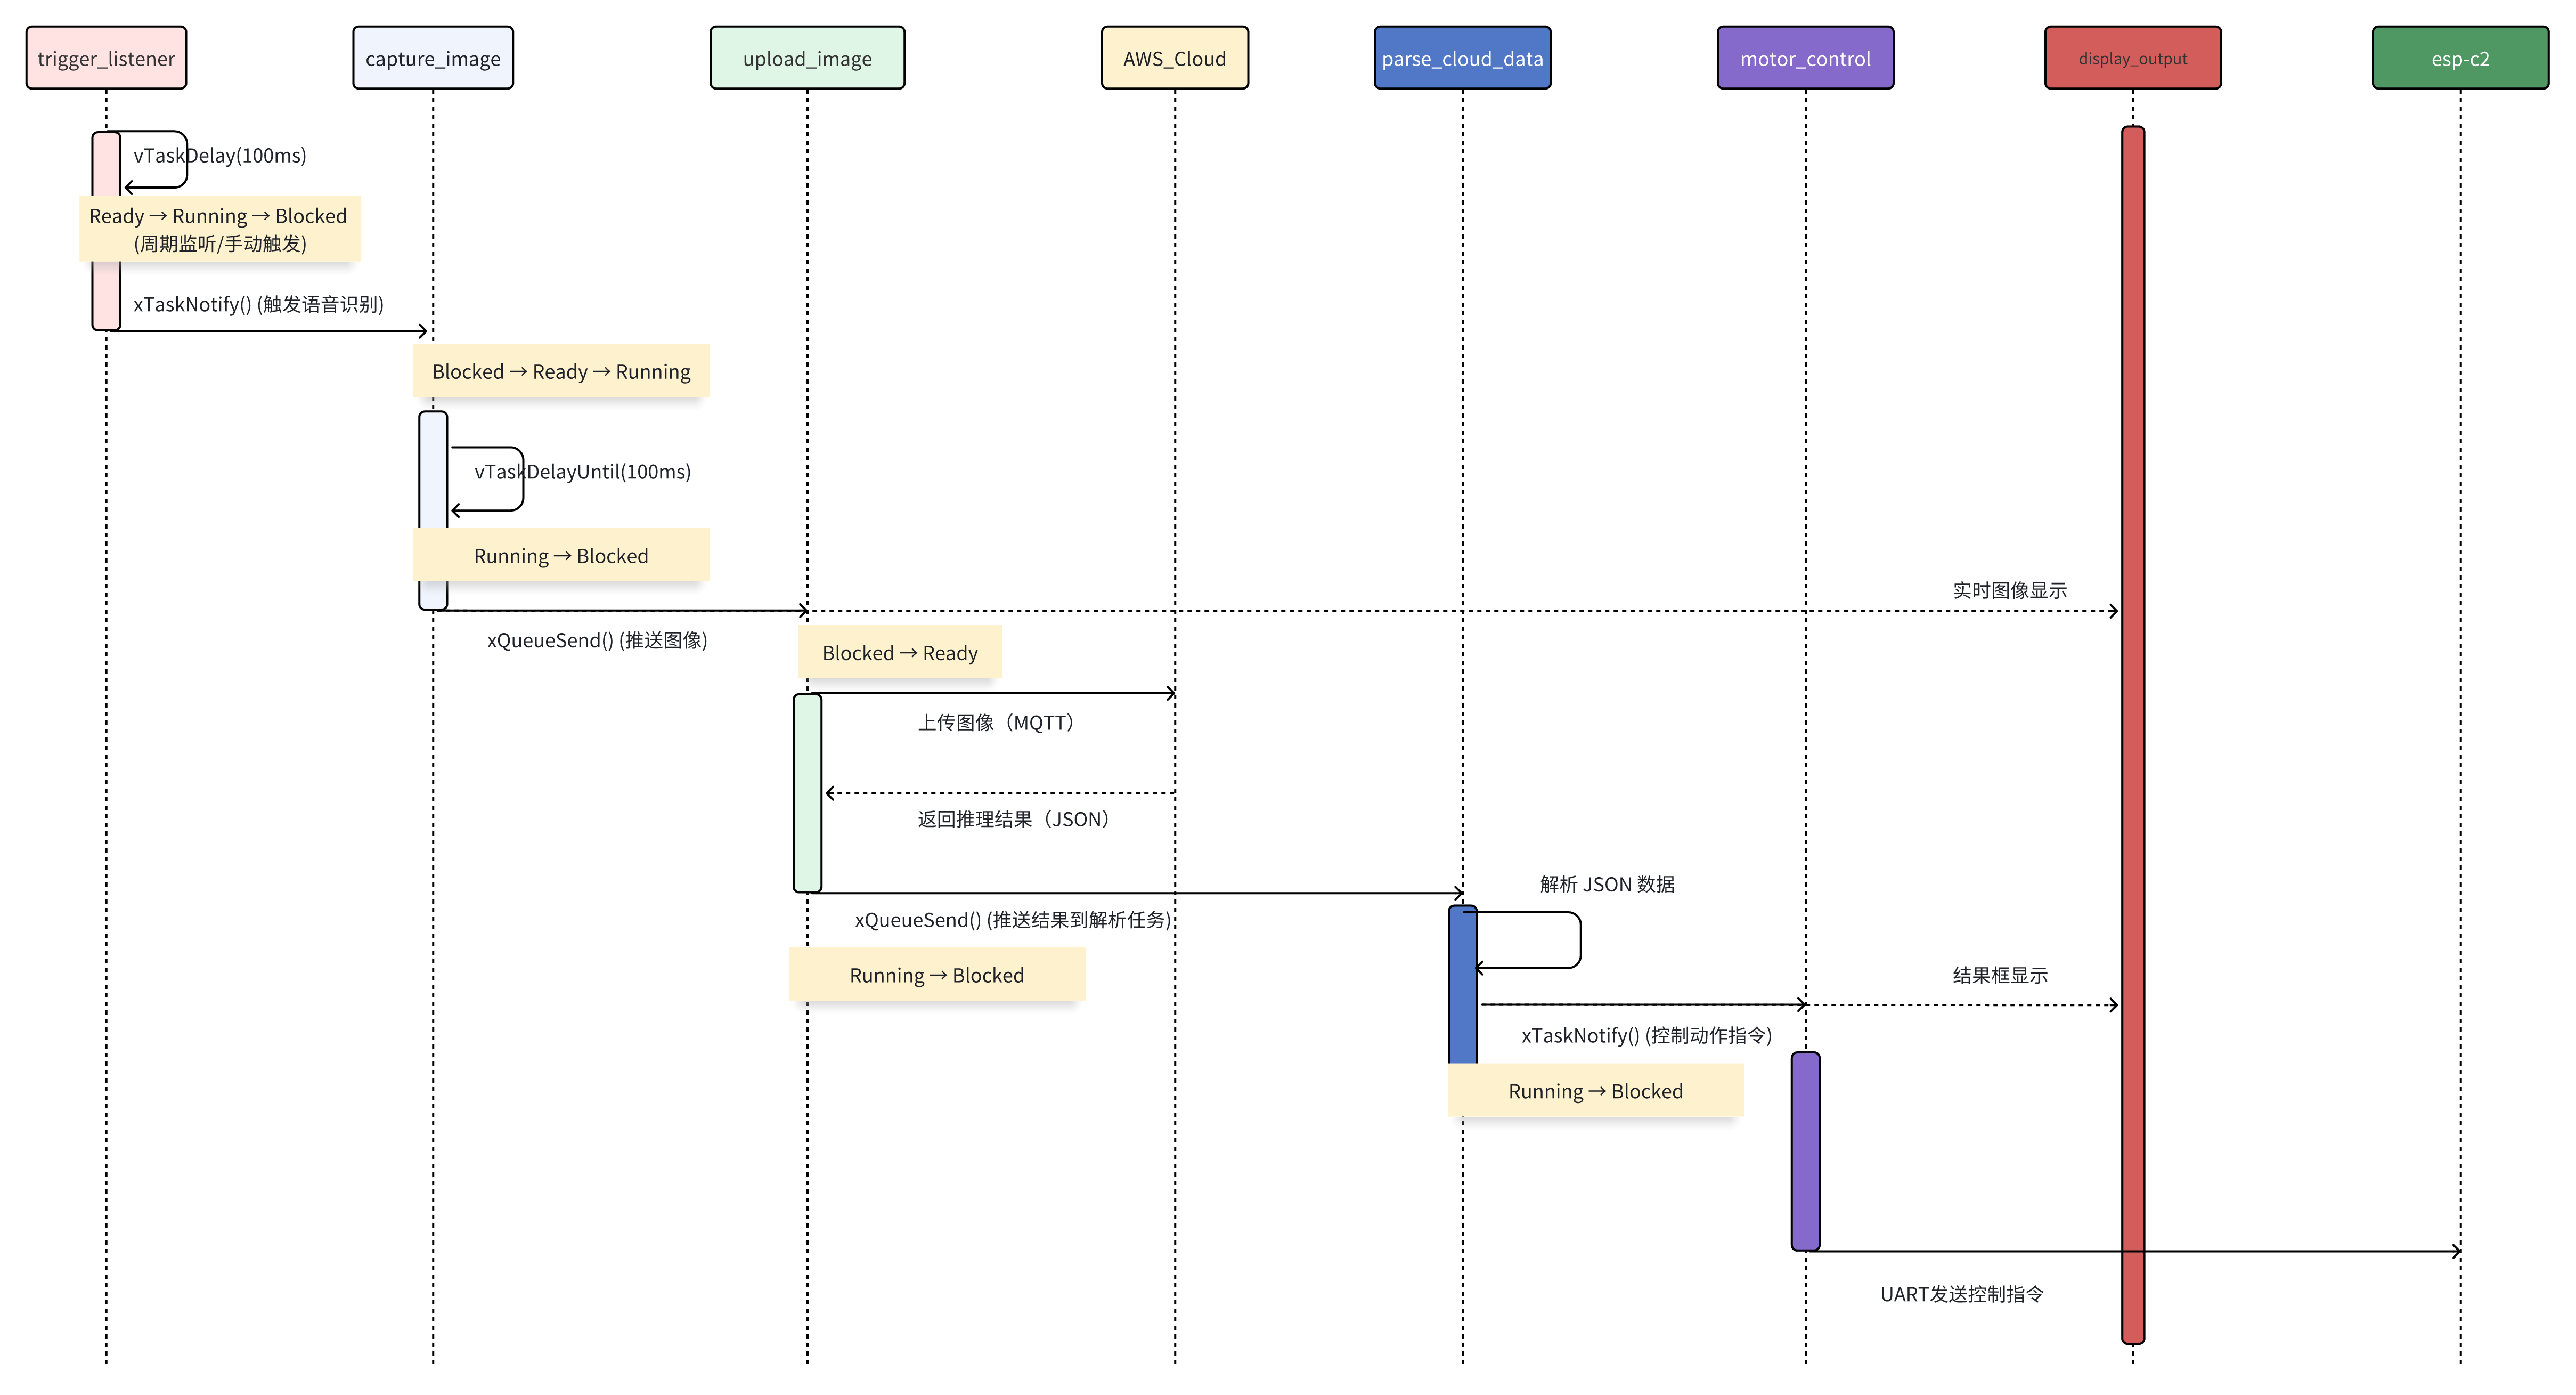 trigger_listener
capture_image
upload_image
AWS_Cloud
parse_cloud_data
motor_control
display_output
esp-c2
vTaskDelay(100ms)
Ready → Running → Blocked
(周期监听/手动触发)
xTaskNotify() (触发语音识别)
Blocked → Ready → Running
vTaskDelayUntil(100ms)
Running → Blocked
实时图像显示
xQueueSend() (推送图像)
Blocked → Ready
上传图像（MQTT）
返回推理结果（JSON）
解析 JSON 数据
xQueueSend() (推送结果到解析任务)
Running → Blocked
结果框显示
xTaskNotify() (控制动作指令)
Running → Blocked
UART发送控制指令